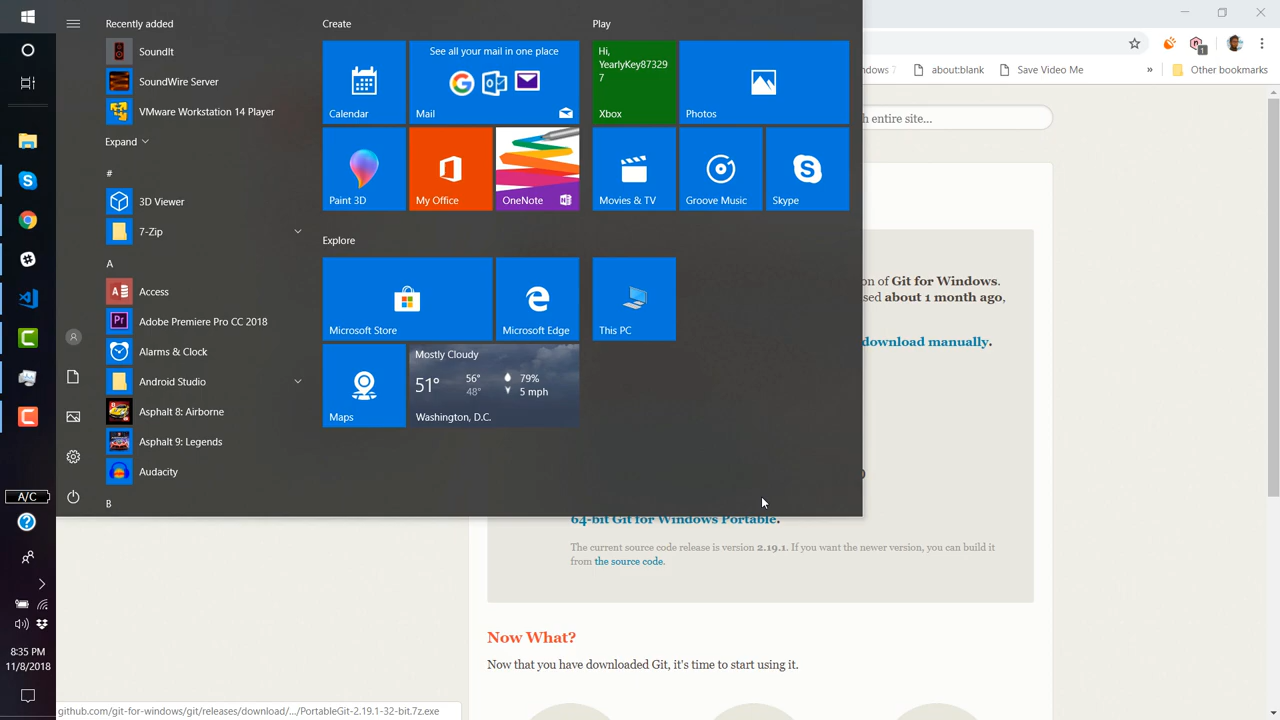 Recently added
SoundIt
SoundWire Server
VMware Workstation 14 Player
Expand
#
3D Viewer
7-Zip
A
Access
Adobe Premiere Pro CC 2018
Alarms & Clock
Android Studio
Asphalt 8: Airborne
Asphalt 9: Legends
Audacity
B
Create
Calendar
See all your mail in one place
Mail
Paint 3D
My Office
OneNote
Explore
Microsoft Store
Microsoft Edge
Maps
Mostly Cloudy
51° 56° 79%
48° 5 mph
Washington, D.C.
Play
Hi,
YearlyKey87329
7
Xbox
Photos
Movies & TV
Groove Music
Skype
This PC
A/C
8:35 PM
11/8/2018
about:blank
Save Video Me
»
Other bookmarks
entire site...
of Git for Windows.
about 1 month ago,
download manually.
64-bit Git for Windows Portable.
The current source code release is version 2.19.1. If you want the newer version, you can build it
from the source code.
Now What?
Now that you have downloaded Git, it's time to start using it.
github.com/git-for-windows/git/releases/download/.../PortableGit-2.19.1-32-bit.7z.exe